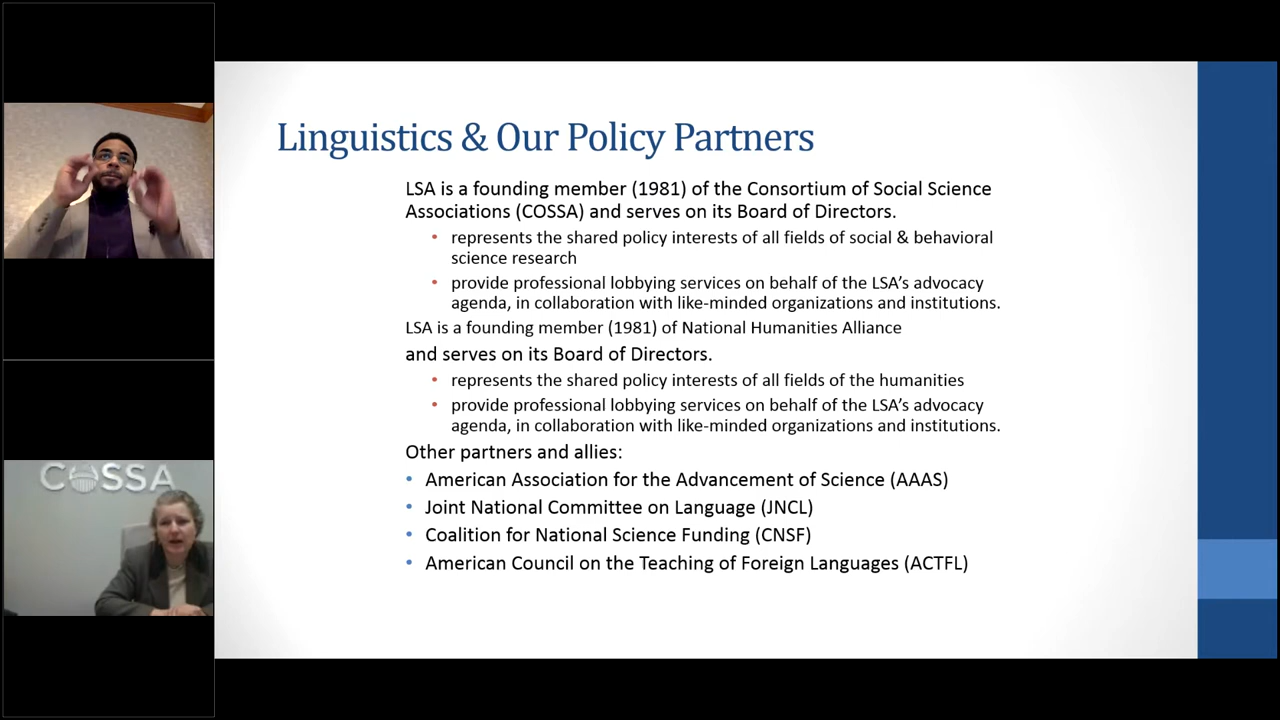 Linguistics & Our Policy Partners
LSA is a founding member (1981) of the Consortium of Social Science
Associations (COSSA) and serves on its Board of Directors.
• represents the shared policy interests of all fields of social & behavioral
science research
• provide professional lobbying services on behalf of the LSA's advocacy
agenda, in collaboration with like-minded organizations and institutions.
LSA is a founding member (1981) of National Humanities Alliance
and serves on its Board of Directors.
• represents the shared policy interests of all fields of the humanities
• provide professional lobbying services on behalf of the LSA's advocacy
agenda, in collaboration with like-minded organizations and institutions.
Other partners and allies:
• American Association for the Advancement of Science (AAAS)
• Joint National Committee on Language (JNCL)
• Coalition for National Science Funding (CNSF)
• American Council on the Teaching of Foreign Languages (ACTFL)
COSSA